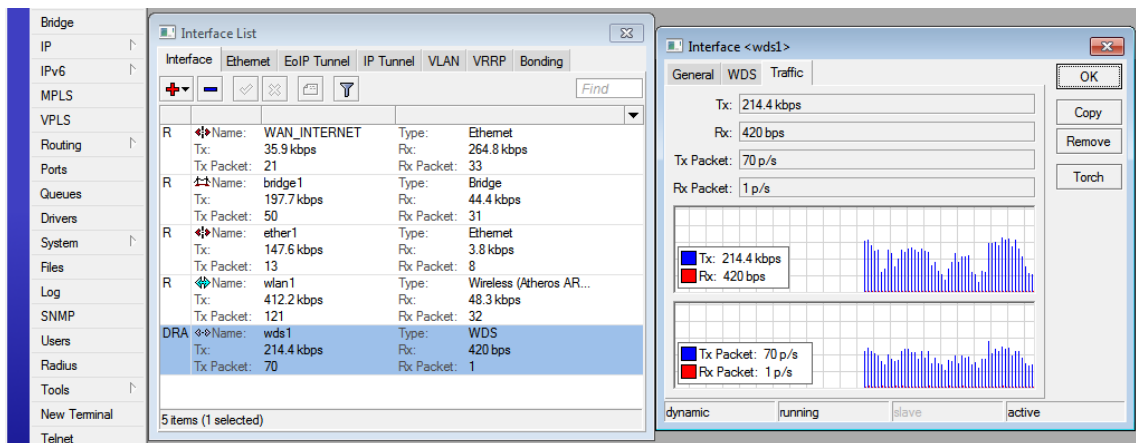 Bridge
IP
IPv6
MPLS
VPLS
Routing
Ports
Queues
Drivers
System
Files
Log
SNMP
Users
Radius
Tools
New Terminal
Telnet
Interface List
Interface Ethernet EoIP Tunnel IP Tunnel VLAN VRRP Bonding
Find
R Name: WAN_INTERNET Type: Ethernet
Tx: 35.9 kbps Rx: 264.8 kbps
Tx Packet: 21 Rx Packet: 33
R Name: bridge1 Type: Bridge
Tx: 197.7 kbps Rx: 44.4 kbps
Tx Packet: 50 Rx Packet: 31
R Name: ether1 Type: Ethernet
Tx: 147.6 kbps Rx: 3.8 kbps
Tx Packet: 13 Rx Packet: 8
R Name: wlan1 Type: Wireless (Atheros AR...
Tx: 412.2 kbps Rx: 48.3 kbps
Tx Packet: 121 Rx Packet: 32
DRA Name: wds1 Type: WDS
Tx: 214.4 kbps Rx: 420 bps
Tx Packet: 70 Rx Packet: 1
5 items (1 selected)
Interface <wds1>
General WDS Traffic
Tx: 214.4 kbps
Rx: 420 bps
Tx Packet: 70 p/s
Rx Packet: 1 p/s
OK
Copy
Remove
Torch
Tx: 214.4 kbps
Rx: 420 bps
Tx Packet: 70 p/s
Rx Packet: 1 p/s
dynamic running slave active